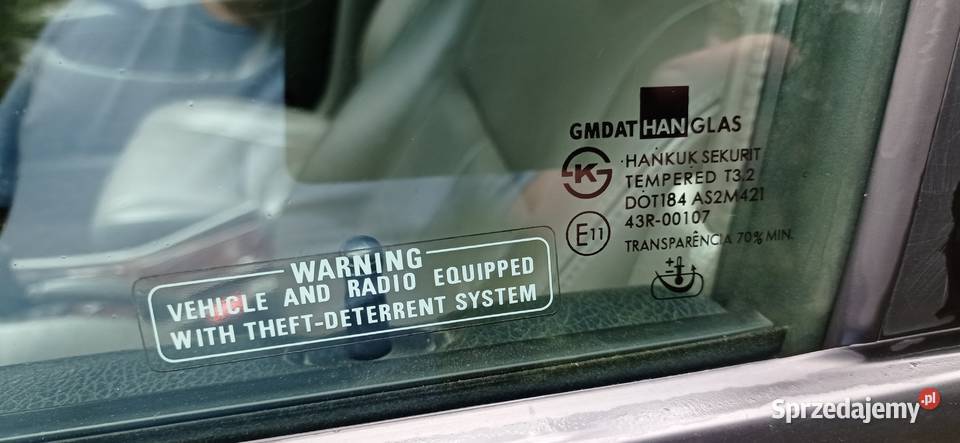 GMDAT HAN GLAS
HANKUK SEKURIT
TEMPERED T3.2
DOT184 AS2M421
43R-00107
TRANSPARÊNCIA 70% MIN.
K
E11
WARNING
VEHICLE AND RADIO EQUIPPED
WITH THEFT-DETERRENT SYSTEM
Sprzedajemy.pl